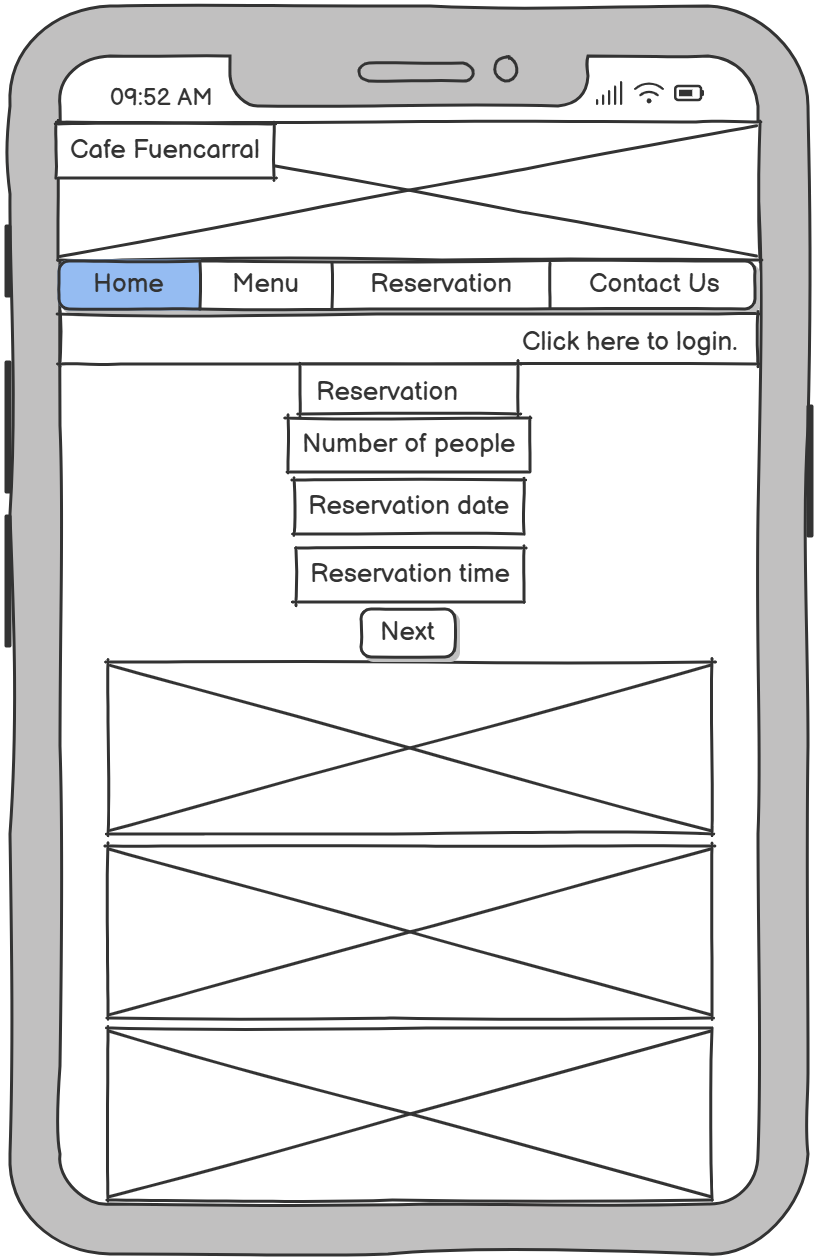 09:52 AM
Cafe Fuencarral
Home Menu Reservation Contact Us
Click here to login.
Reservation
Number of people
Reservation date
Reservation time
Next